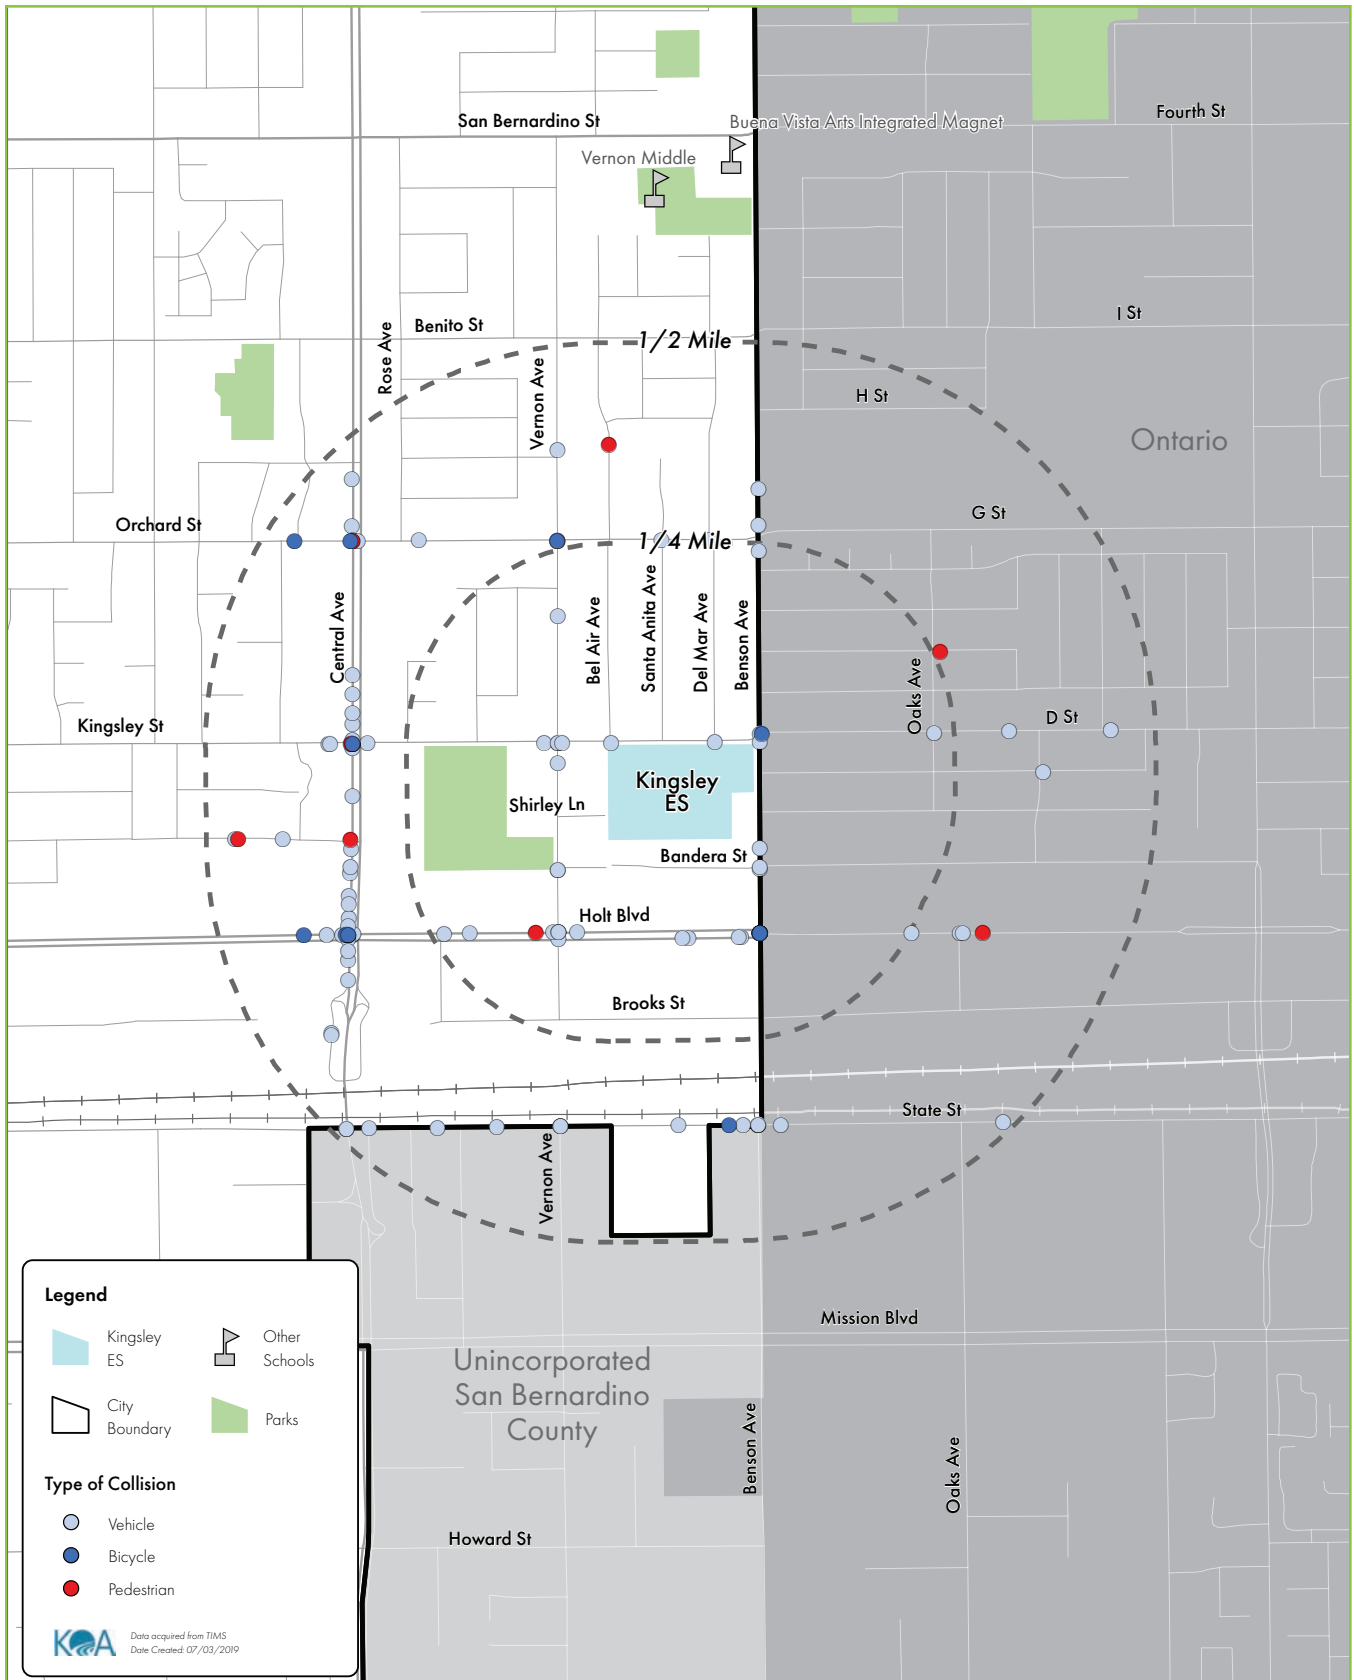 San Bernardino St
Fourth St
Buena Vista Arts Integrated Magnet
Vernon Middle
I St
Benito St
1/2 Mile
Rose Ave
Vernon Ave
H St
Ontario
G St
Orchard St
1/4 Mile
Central Ave
Bel Air Ave
Santa Anita Ave
Del Mar Ave
Benson Ave
Oaks Ave
D St
Kingsley St
Kingsley
ES
Shirley Ln
Bandera St
Holt Blvd
Brooks St
State St
Vernon Ave
Mission Blvd
Unincorporated
San Bernardino
County
Benson Ave
Oaks Ave
Howard St
Legend
Kingsley
ES
Other
Schools
City
Boundary
Parks
Type of Collision
Vehicle
Bicycle
Pedestrian
KOA
Data acquired from TIMS
Date Created: 07/03/2019